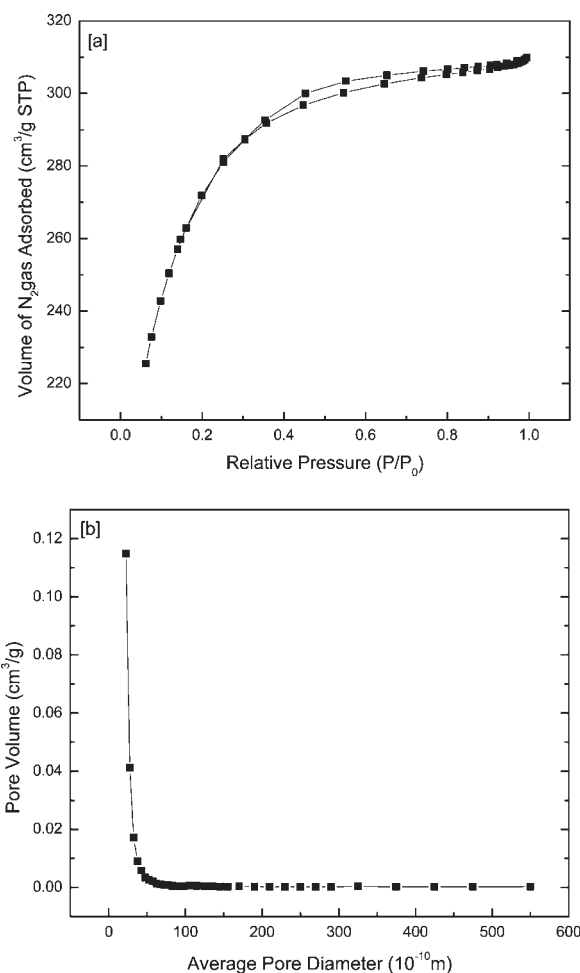 [a]
320
300
280
260
240
220
0.0 0.2 0.4 0.6 0.8 1.0
Volume of N₂gas Adsorbed (cm³/g STP)
Relative Pressure (P/P₀)
[b]
0.12
0.10
0.08
0.06
0.04
0.02
0.00
0 100 200 300 400 500 600
Pore Volume (cm³/g)
Average Pore Diameter (10⁻¹⁰m)